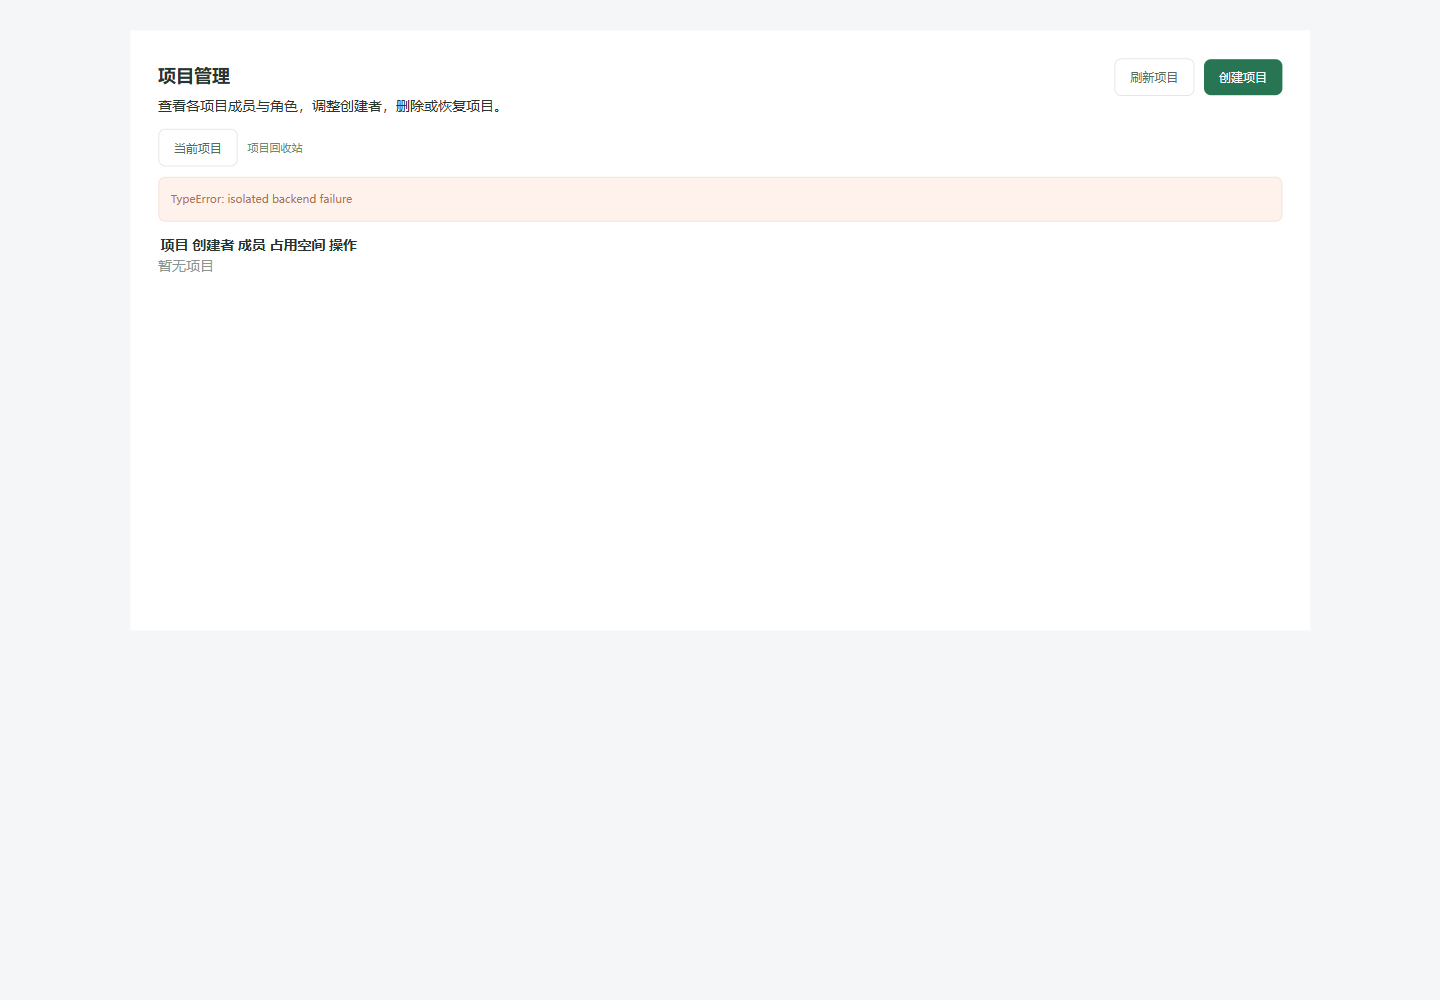 项目管理
刷新项目
创建项目
查看各项目成员与角色，调整创建者，删除或恢复项目。
当前项目
项目回收站
TypeError: isolated backend failure
项目 创建者 成员 占用空间 操作
暂无项目